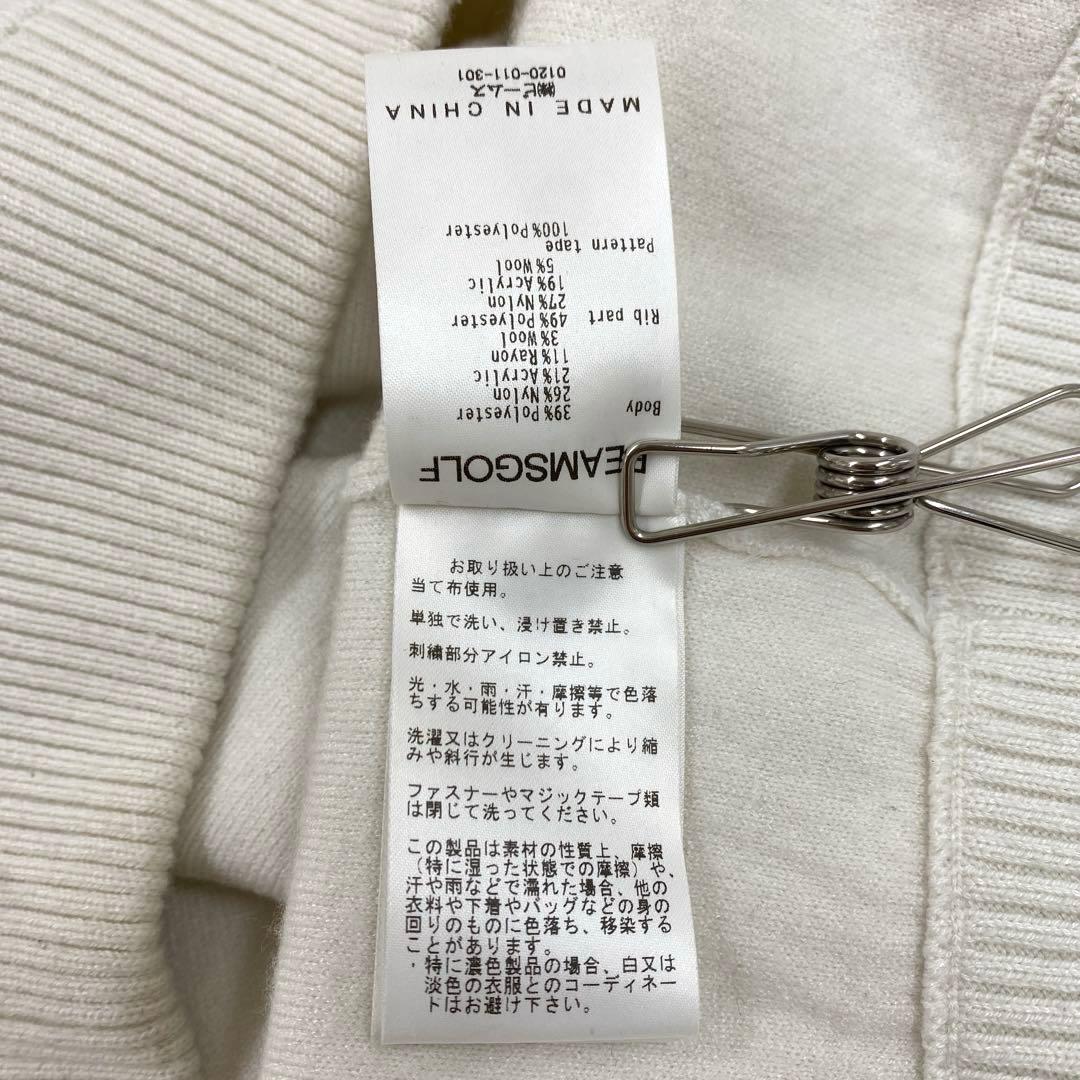 BEAMSGOLF
Body 39%Polyester
26%Nylon
21%Acrylic
11%Rayon
3%Wool
Rib part 49%Polyester
27%Nylon
19%Acrylic
5%Wool
Pattern tape
100%Polyester
MADE IN CHINA
㈱ビームス
0120-011-301
お取り扱い上のご注意
当て布使用。
単独で洗い、浸け置き禁止。
刺繍部分アイロン禁止。
光・水・雨・汗・摩擦等で色落
ちする可能性が有ります。
洗濯又はクリーニングにより縮
みや斜行が生じます。
ファスナーやマジックテープ類
は閉じて洗ってください。
この製品は素材の性質上、摩擦
（特に湿った状態での摩擦）や、
汗や雨などで濡れた場合、他の
衣料や下着やバッグなどの身の
回りのものに色落ち、移染する
ことがあります。
・特に濃色製品の場合、白又は
淡色の衣服とのコーディネー
トはお避け下さい。